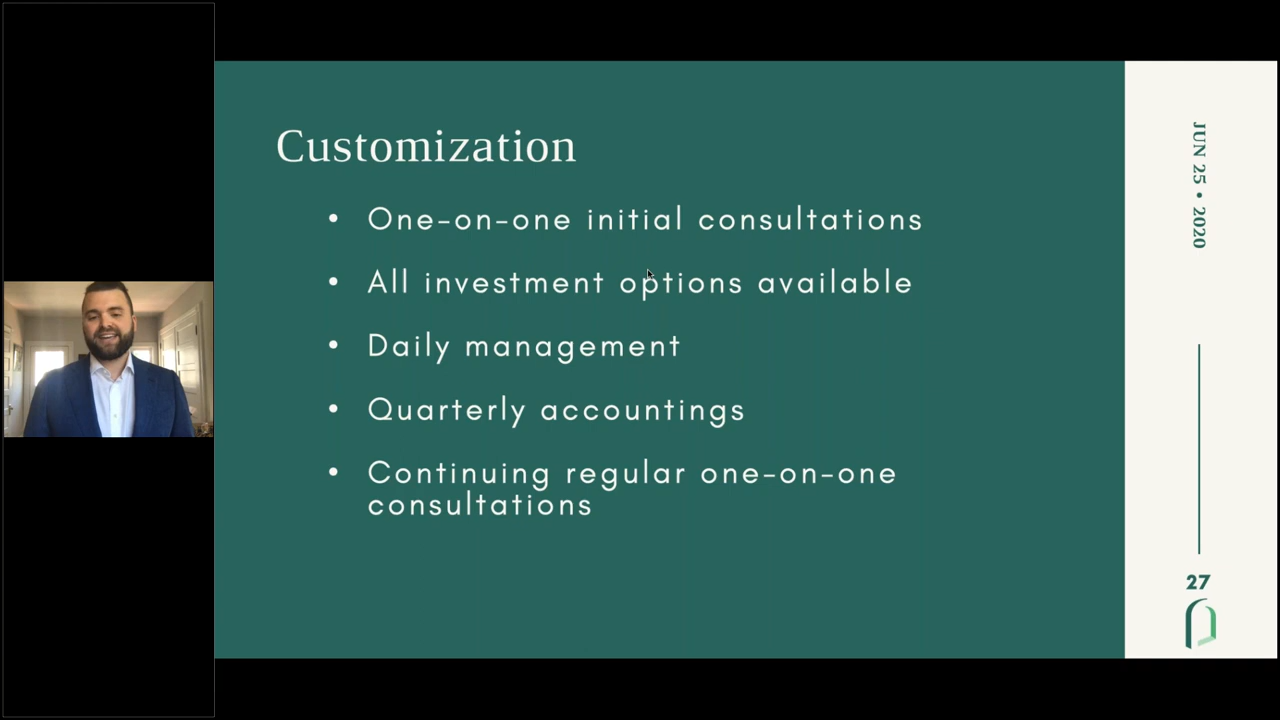 Customization
• One-on-one initial consultations
• All investment options available
• Daily management
• Quarterly accountings
• Continuing regular one-on-one
consultations
JUN 25 • 2020
27